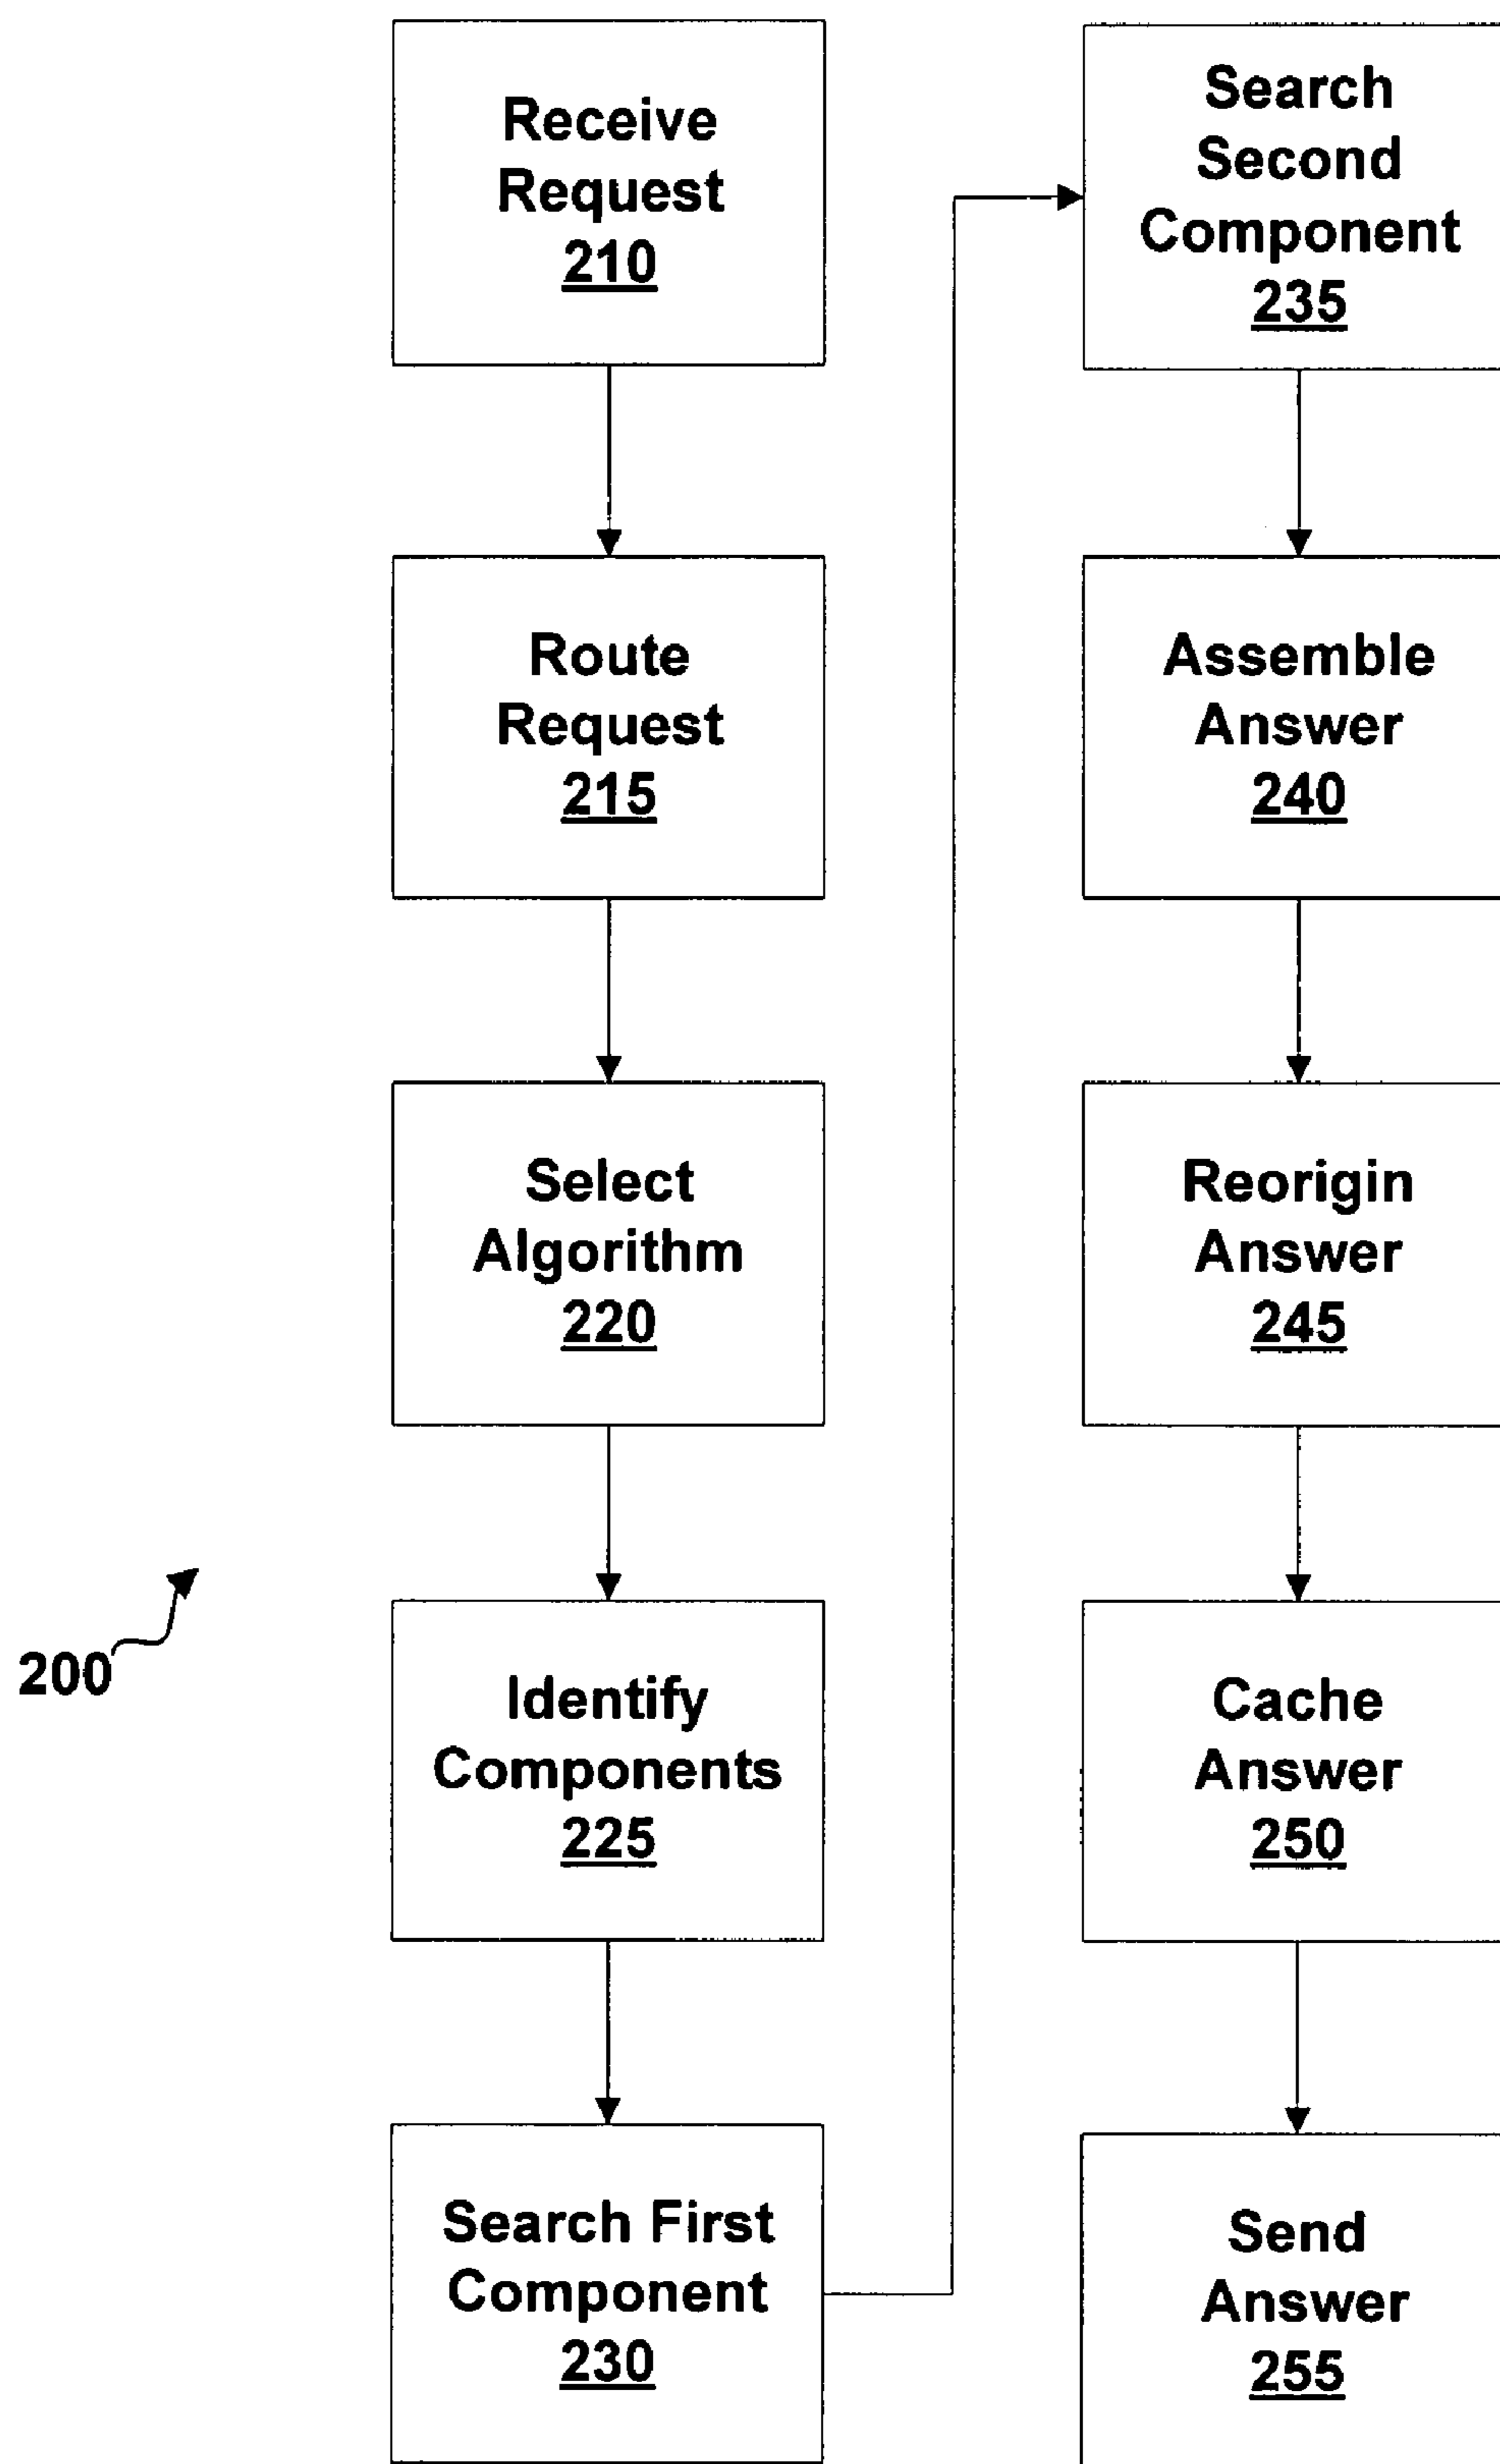 Receive
Request
210
Route
Request
215
Select
Algorithm
220
Identify
Components
225
Search First
Component
230
Search
Second
Component
235
Assemble
Answer
240
Reorigin
Answer
245
Cache
Answer
250
Send
Answer
255
200